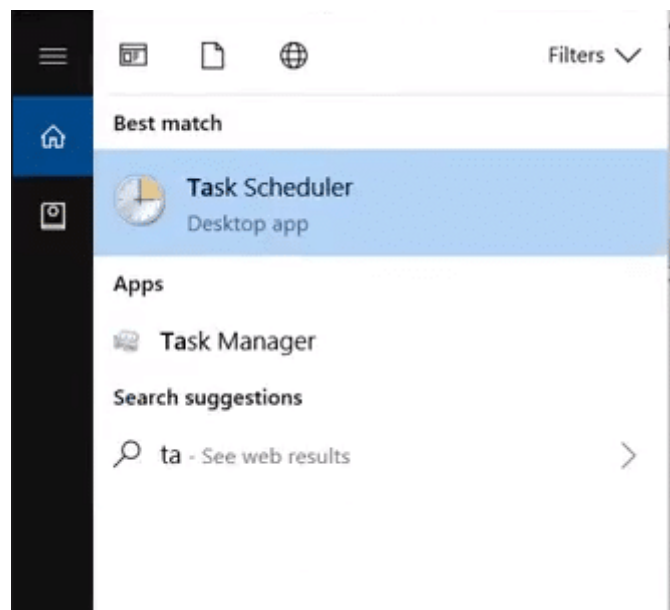 Filters
Best match
Task Scheduler
Desktop app
Apps
Task Manager
Search suggestions
ta - See web results